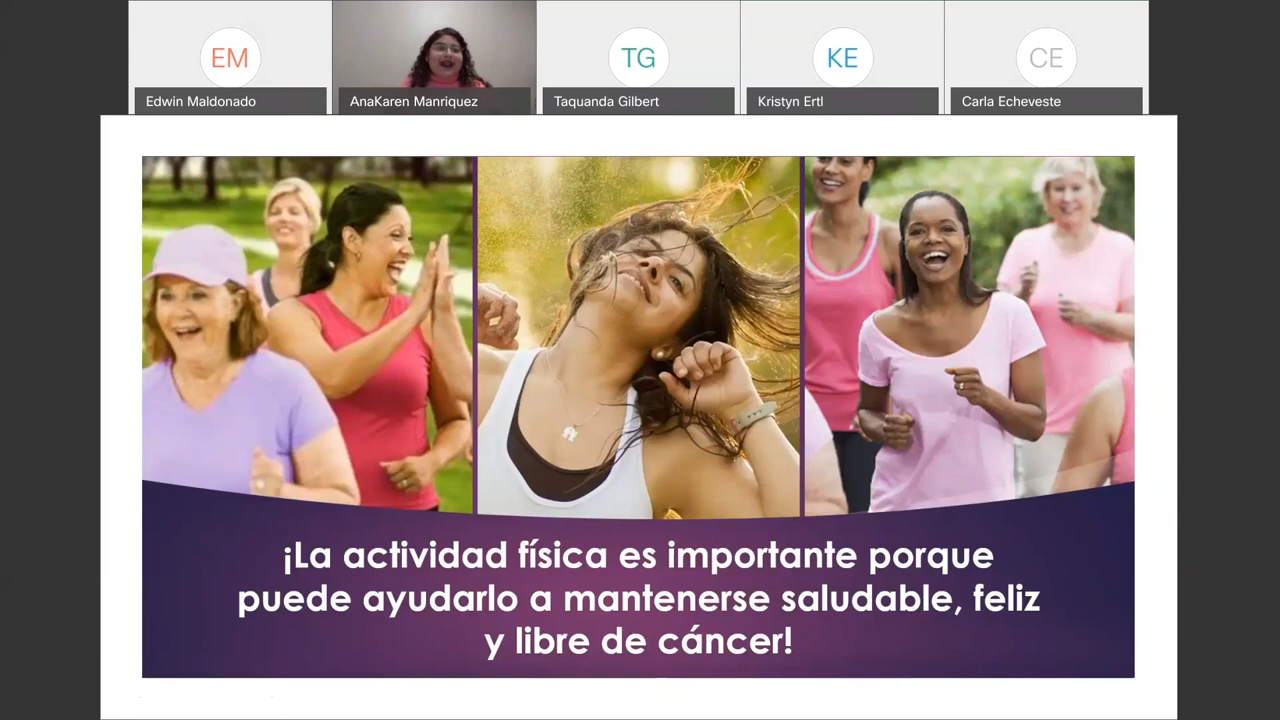 EM
TG
KE
CE
Edwin Maldonado
AnaKaren Manriquez
Taquanda Gilbert
Kristyn Ertl
Carla Echeveste
¡La actividad física es importante porque
puede ayudarlo a mantenerse saludable, feliz
y libre de cáncer!